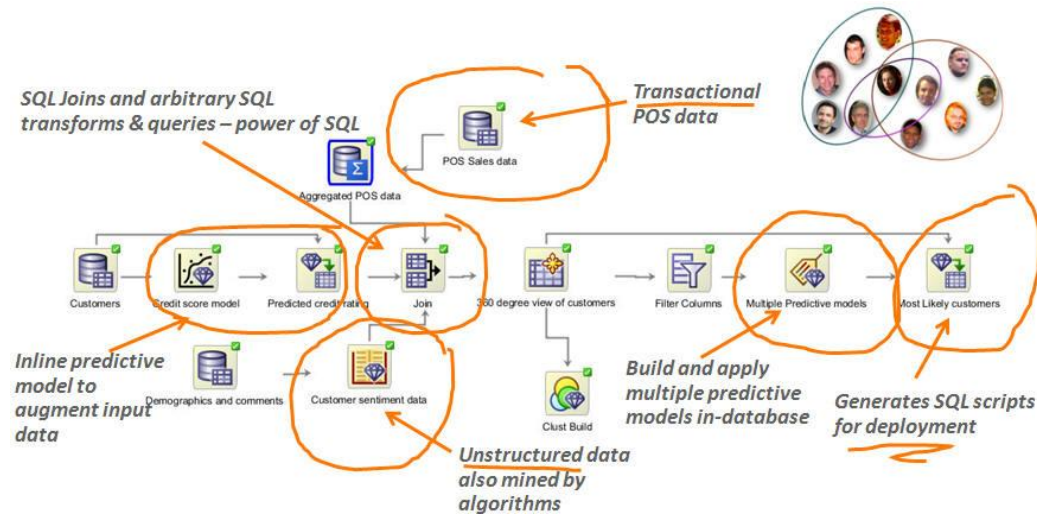 SQL Joins and arbitrary SQL
transforms & queries – power of SQL
Transactional
POS data
POS Sales data
Aggregated POS data
Customers
Credit score model
Predicted credit rating
Join
360 degree view of customers
Filter Columns
Multiple Predictive models
Most Likely customers
Inline predictive
model to
augment input
data
Demographics and comments
Customer sentiment data
Clust Build
Build and apply
multiple predictive
models in-database
Generates SQL scripts
for deployment
Unstructured data
also mined by
algorithms